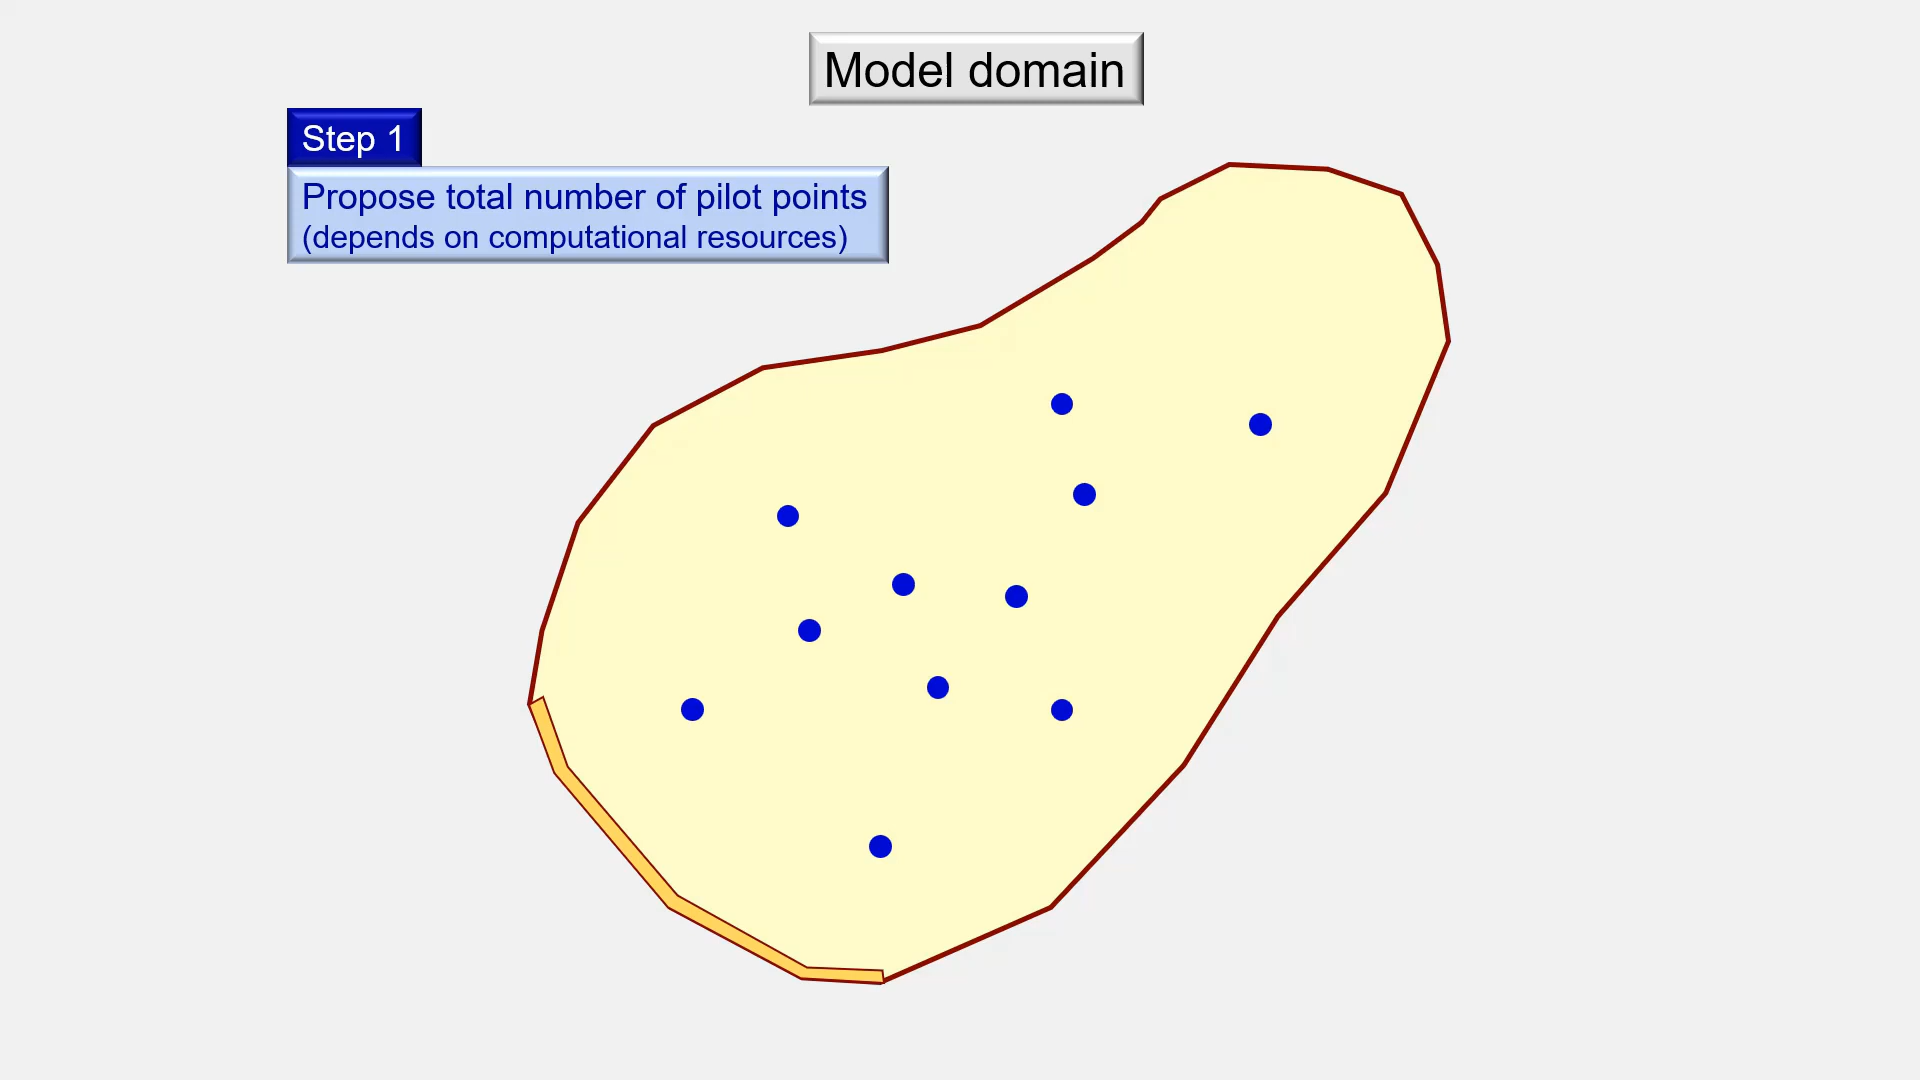 Model domain
Step 1
Propose total number of pilot points
(depends on computational resources)